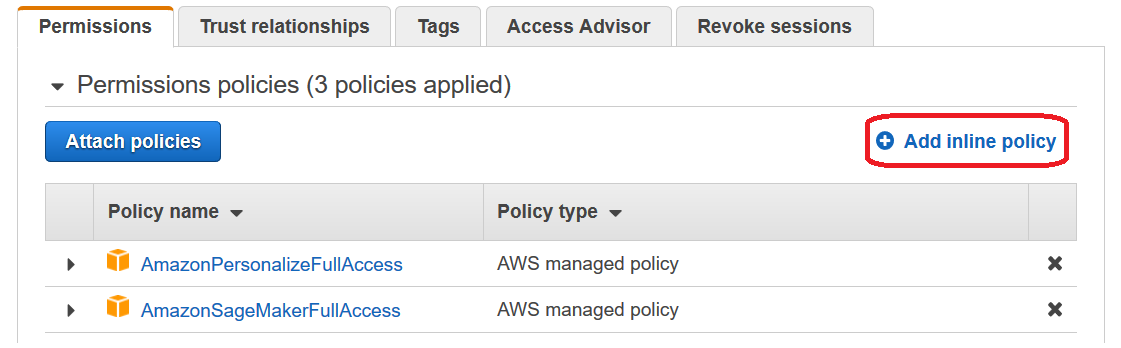 Permissions Trust relationships Tags Access Advisor Revoke sessions
Permissions policies (3 policies applied)
Attach policies Add inline policy
Policy name Policy type
AmazonPersonalizeFullAccess AWS managed policy
AmazonSageMakerFullAccess AWS managed policy